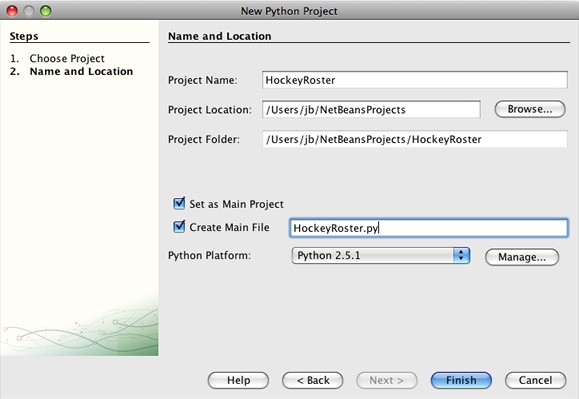 New Python Project
Steps
1. Choose Project
2. Name and Location
Name and Location
Project Name: HockeyRoster
Project Location: /Users/jb/NetBeansProjects Browse...
Project Folder: /Users/jb/NetBeansProjects/HockeyRoster
Set as Main Project
Create Main File HockeyRoster.py
Python Platform: Python 2.5.1 Manage...
Help < Back Next > Finish Cancel